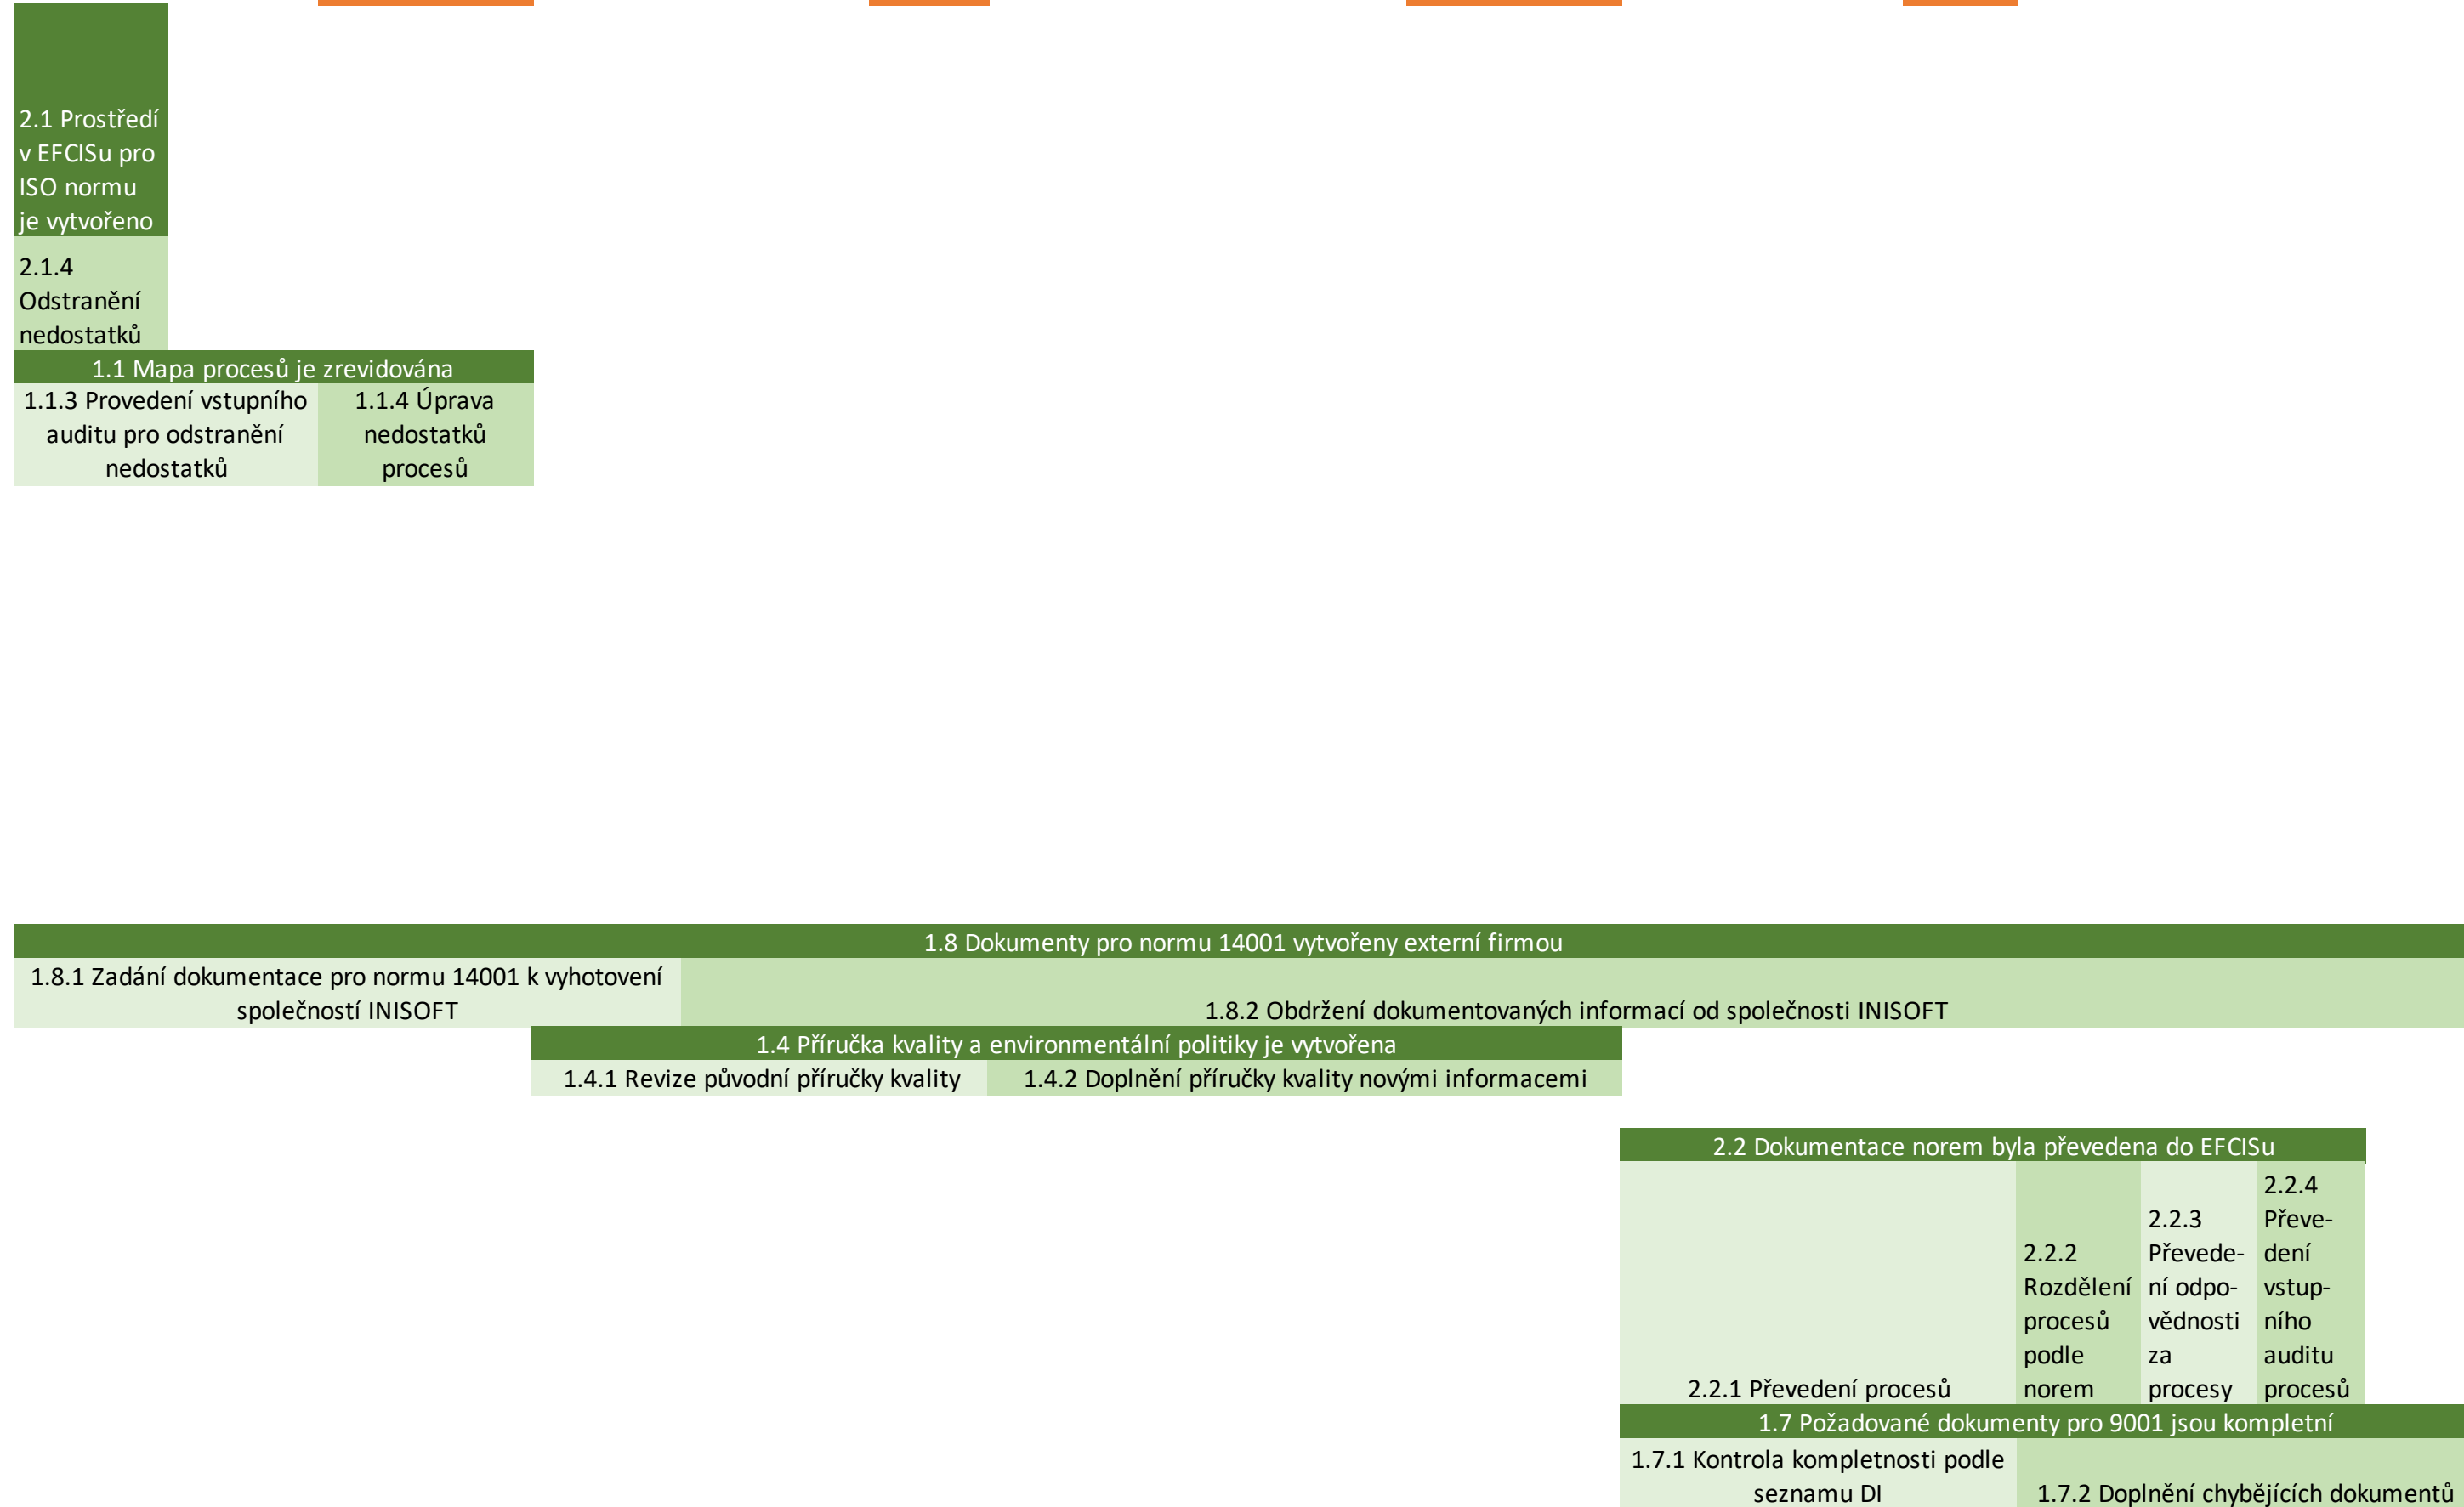 2.1 Prostředí
v EFCISu pro
ISO normu
je vytvořeno
2.1.4
Odstranění
nedostatků
1.1 Mapa procesů je zrevidována
1.1.3 Provedení vstupního
auditu pro odstranění
nedostatků
1.1.4 Úprava
nedostatků
procesů
1.8 Dokumenty pro normu 14001 vytvořeny externí firmou
1.8.1 Zadání dokumentace pro normu 14001 k vyhotovení
společností INISOFT
1.8.2 Obdržení dokumentovaných informací od společnosti INISOFT
1.4 Příručka kvality a environmentální politiky je vytvořena
1.4.1 Revize původní příručky kvality
1.4.2 Doplnění příručky kvality novými informacemi
2.2 Dokumentace norem byla převedena do EFCISu
2.2.1 Převedení procesů
2.2.2
Rozdělení
procesů
podle
norem
2.2.3
Převede-
ní odpo-
vědnosti
za
procesy
2.2.4
Převe-
dení
vstup-
ního
auditu
procesů
1.7 Požadované dokumenty pro 9001 jsou kompletní
1.7.1 Kontrola kompletnosti podle
seznamu DI
1.7.2 Doplnění chybějících dokumentů